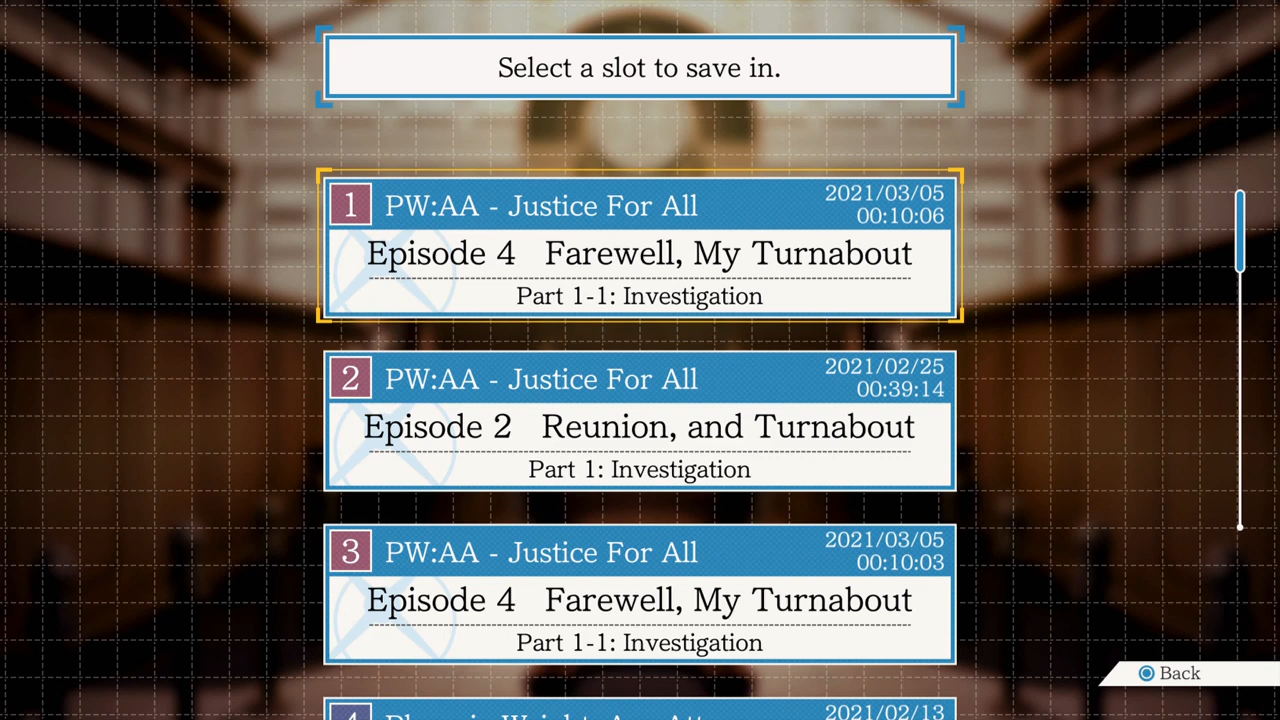 Select a slot to save in.
1 PW:AA - Justice For All 2021/03/05
00:10:06
Episode 4 Farewell, My Turnabout
Part 1-1: Investigation
2 PW:AA - Justice For All 2021/02/25
00:39:14
Episode 2 Reunion, and Turnabout
Part 1: Investigation
3 PW:AA - Justice For All 2021/03/05
00:10:03
Episode 4 Farewell, My Turnabout
Part 1-1: Investigation
Back
4 2021/02/13